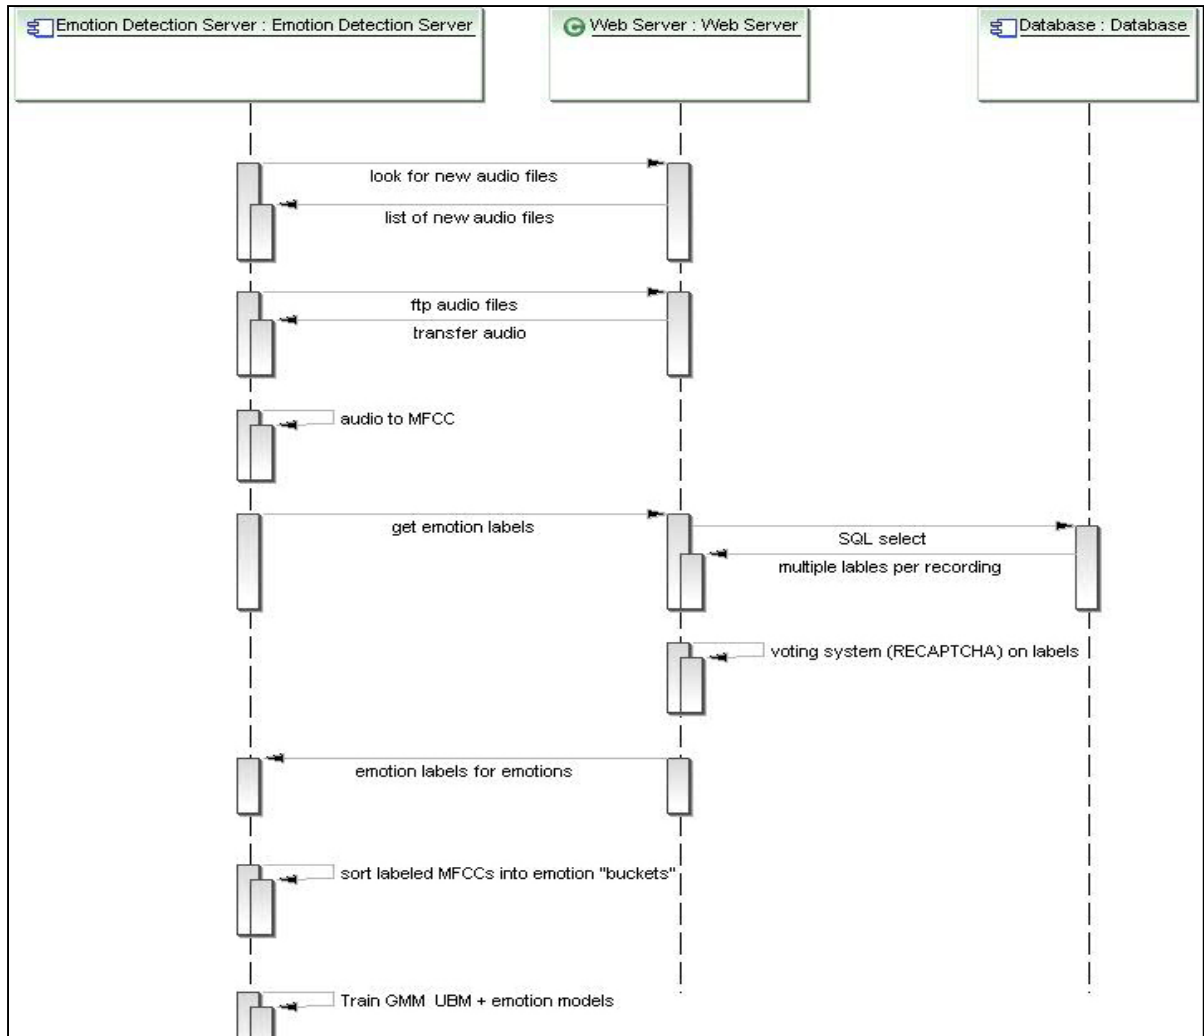 Emotion Detection Server : Emotion Detection Server
Web Server : Web Server
Database : Database
look for new audio files
list of new audio files
ftp audio files
transfer audio
audio to MFCC
get emotion labels
SQL select
multiple lables per recording
voting system (RECAPTCHA) on labels
emotion labels for emotions
sort labeled MFCCs into emotion "buckets"
Train GMM UBM + emotion models